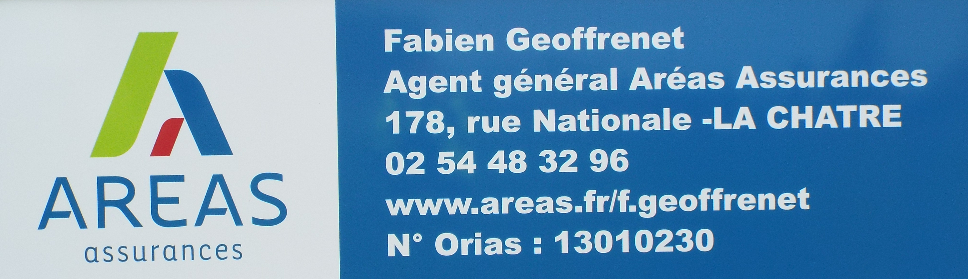 AREAS
assurances
Fabien Geoffrenet
Agent général Aréas Assurances
178, rue Nationale -LA CHATRE
02 54 48 32 96
www.areas.fr/f.geoffrenet
N° Orias : 13010230